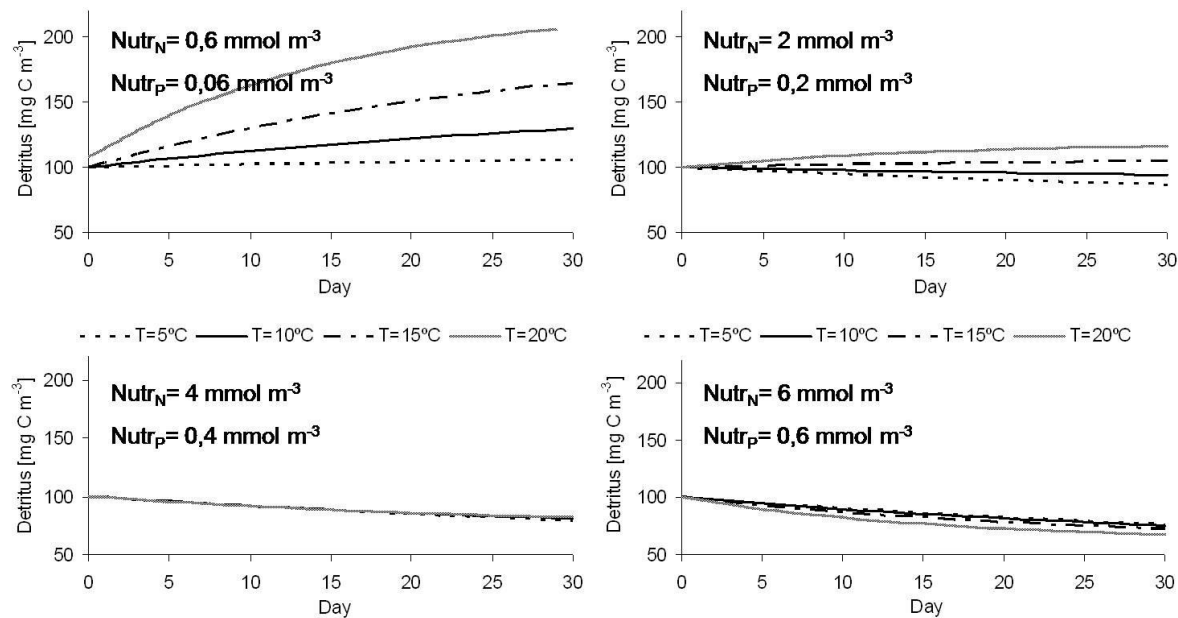 Detritus [mg C m⁻³]
200
150
100
50
Nutr_N= 0,6 mmol m⁻³
Nutr_P= 0,06 mmol m⁻³
0 5 10 15 20 25 30
Day
Detritus [mg C m⁻³]
200
150
100
50
Nutr_N= 2 mmol m⁻³
Nutr_P= 0,2 mmol m⁻³
0 5 10 15 20 25 30
Day
T=5ºC T=10ºC T=15ºC T=20ºC
T=5ºC T=10ºC T=15ºC T=20ºC
Detritus [mg C m⁻³]
200
150
100
50
Nutr_N= 4 mmol m⁻³
Nutr_P= 0,4 mmol m⁻³
0 5 10 15 20 25 30
Day
Detritus [mg C m⁻³]
200
150
100
50
Nutr_N= 6 mmol m⁻³
Nutr_P= 0,6 mmol m⁻³
0 5 10 15 20 25 30
Day